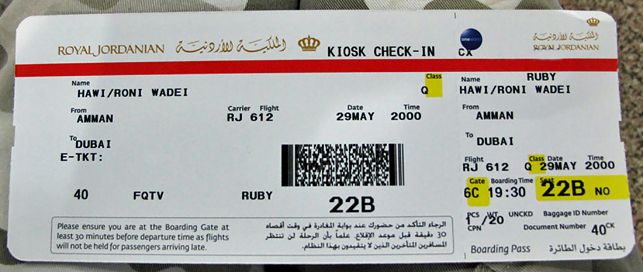 ROYAL JORDANIAN الملكية الأردنية KIOSK CHECK-IN
Name Class
HAWI/RONI WADEI Q
From Carrier Flight Date Time
AMMAN RJ 612 29MAY 2000
To
DUBAI
E-TKT:
40 FQTV RUBY 22B
Please ensure you are at the Boarding Gate at
least 30 minutes before departure time as flights
will not be held for passengers arriving late.
الرجاء التأكد من حضورك عند بوابة المغادرة في وقت أقصاه
30 دقيقة قبل موعد الإقلاع. علماً بأن الرحلة لن تنتظر
المسافرين المتأخرين الذين لا يتقيدون بهذا النظام.
CX الملكية الأردنية
ROYAL JORDANIAN
Name RUBY
HAWI/RONI WADEI
From
AMMAN
To
DUBAI
Flight Class Date Time
RJ 612 Q 29MAY 2000
Gate Boarding Time Seat
6C 19:30 22B NO
PCS WT UNCKD Baggage ID Number
1/20
CPN Document Number 40CK
Boarding Pass بطاقة دخول الطائرة